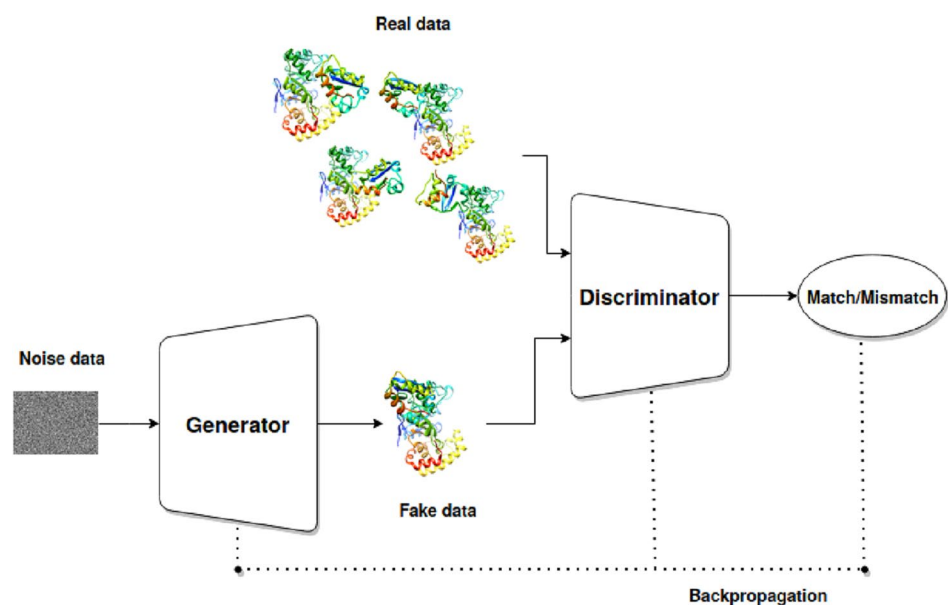 Real data
Discriminator
Match/Mismatch
Noise data
Generator
Fake data
Backpropagation